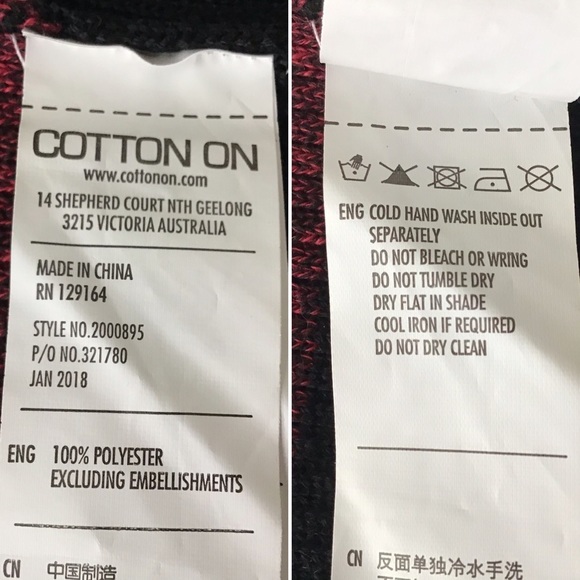 COTTON ON
www.cottonon.com
14 SHEPHERD COURT NTH GEELONG
3215 VICTORIA AUSTRALIA
MADE IN CHINA
RN 129164
STYLE NO.2000895
P/O NO.321780
JAN 2018
ENG 100% POLYESTER
EXCLUDING EMBELLISHMENTS
CN 中国制造
ENG COLD HAND WASH INSIDE OUT
SEPARATELY
DO NOT BLEACH OR WRING
DO NOT TUMBLE DRY
DRY FLAT IN SHADE
COOL IRON IF REQUIRED
DO NOT DRY CLEAN
CN 反面单独冷水手洗